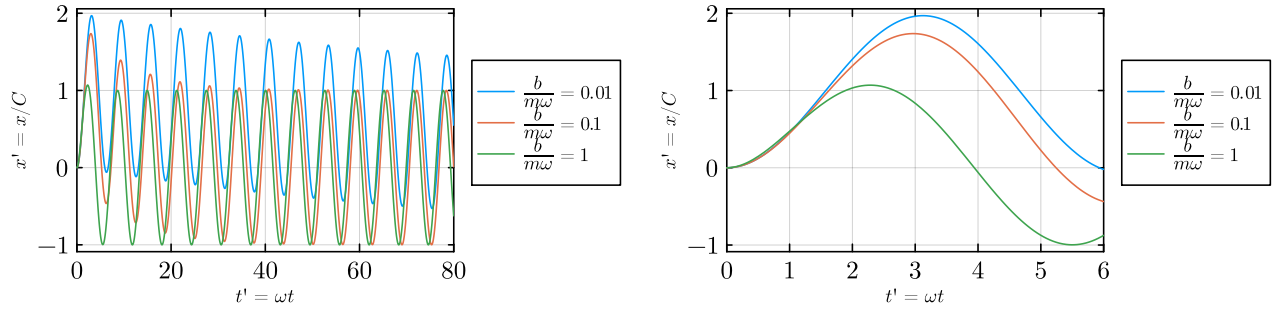 2
1
0
−1
x' = x/C
0 20 40 60 80
t' = ωt
b/mω = 0.01
b/mω = 0.1
b/mω = 1
2
1
0
−1
x' = x/C
0 1 2 3 4 5 6
t' = ωt
b/mω = 0.01
b/mω = 0.1
b/mω = 1